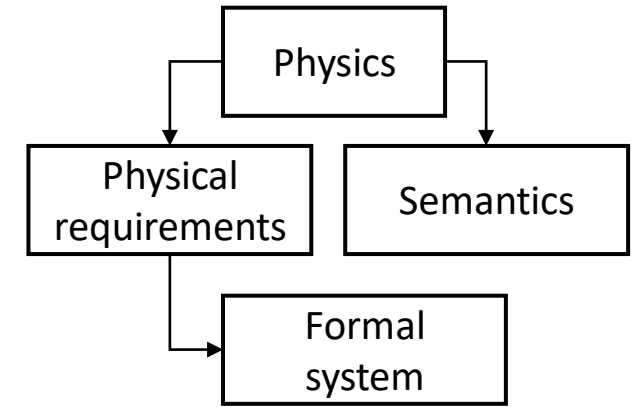 Physics
Physical
requirements
Semantics
Formal
system